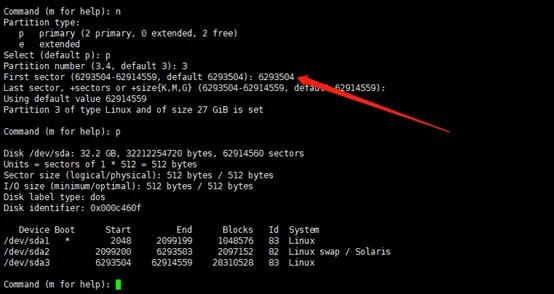 Command (m for help): n
Partition type:
   p   primary (2 primary, 0 extended, 2 free)
   e   extended
Select (default p): p
Partition number (3,4, default 3): 3
First sector (6293504-62914559, default 6293504): 6293504
Last sector, +sectors or +size{K,M,G} (6293504-62914559, default 62914559):
Using default value 62914559
Partition 3 of type Linux and of size 27 GiB is set
Command (m for help): p
Disk /dev/sda: 32.2 GB, 32212254720 bytes, 62914560 sectors
Units = sectors of 1 * 512 = 512 bytes
Sector size (logical/physical): 512 bytes / 512 bytes
I/O size (minimum/optimal): 512 bytes / 512 bytes
Disk label type: dos
Disk identifier: 0x000c460f
   Device Boot      Start         End      Blocks   Id  System
/dev/sda1   *        2048     2099199     1048576   83  Linux
/dev/sda2         2099200     6293503     2097152   82  Linux swap / Solaris
/dev/sda3         6293504    62914559    28310528   83  Linux
Command (m for help):